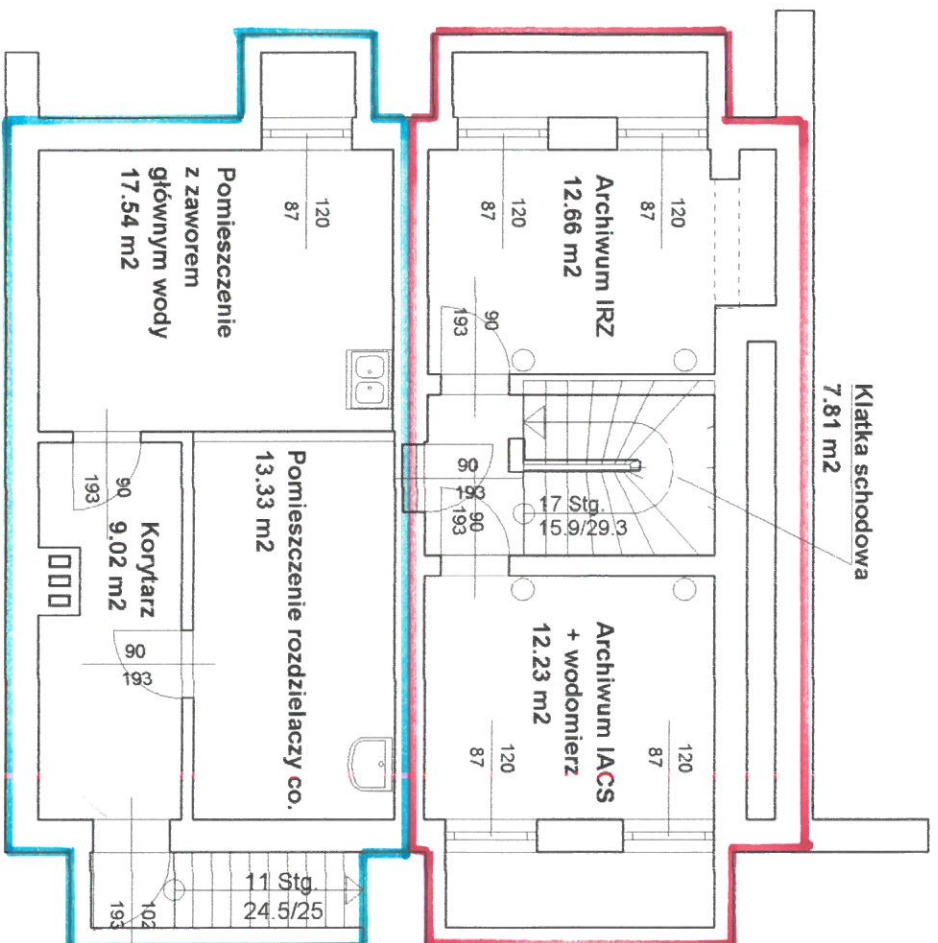 Klatka schodowa
7.81 m2
Archiwum IRZ
12.66 m2
120
87
120
87
90
193
17 Stg.
15.9/29.3
90
193
90
193
Archiwum IACS
+ wodomierz
12.23 m2
120
87
120
87
Pomieszczenie
z zaworem
głównym wody
17.54 m2
120
87
Pomieszczenie rozdzielaczy co.
13.33 m2
90
193
Korytarz
9.02 m2
90
193
11 Stg.
24.5/25
102
193